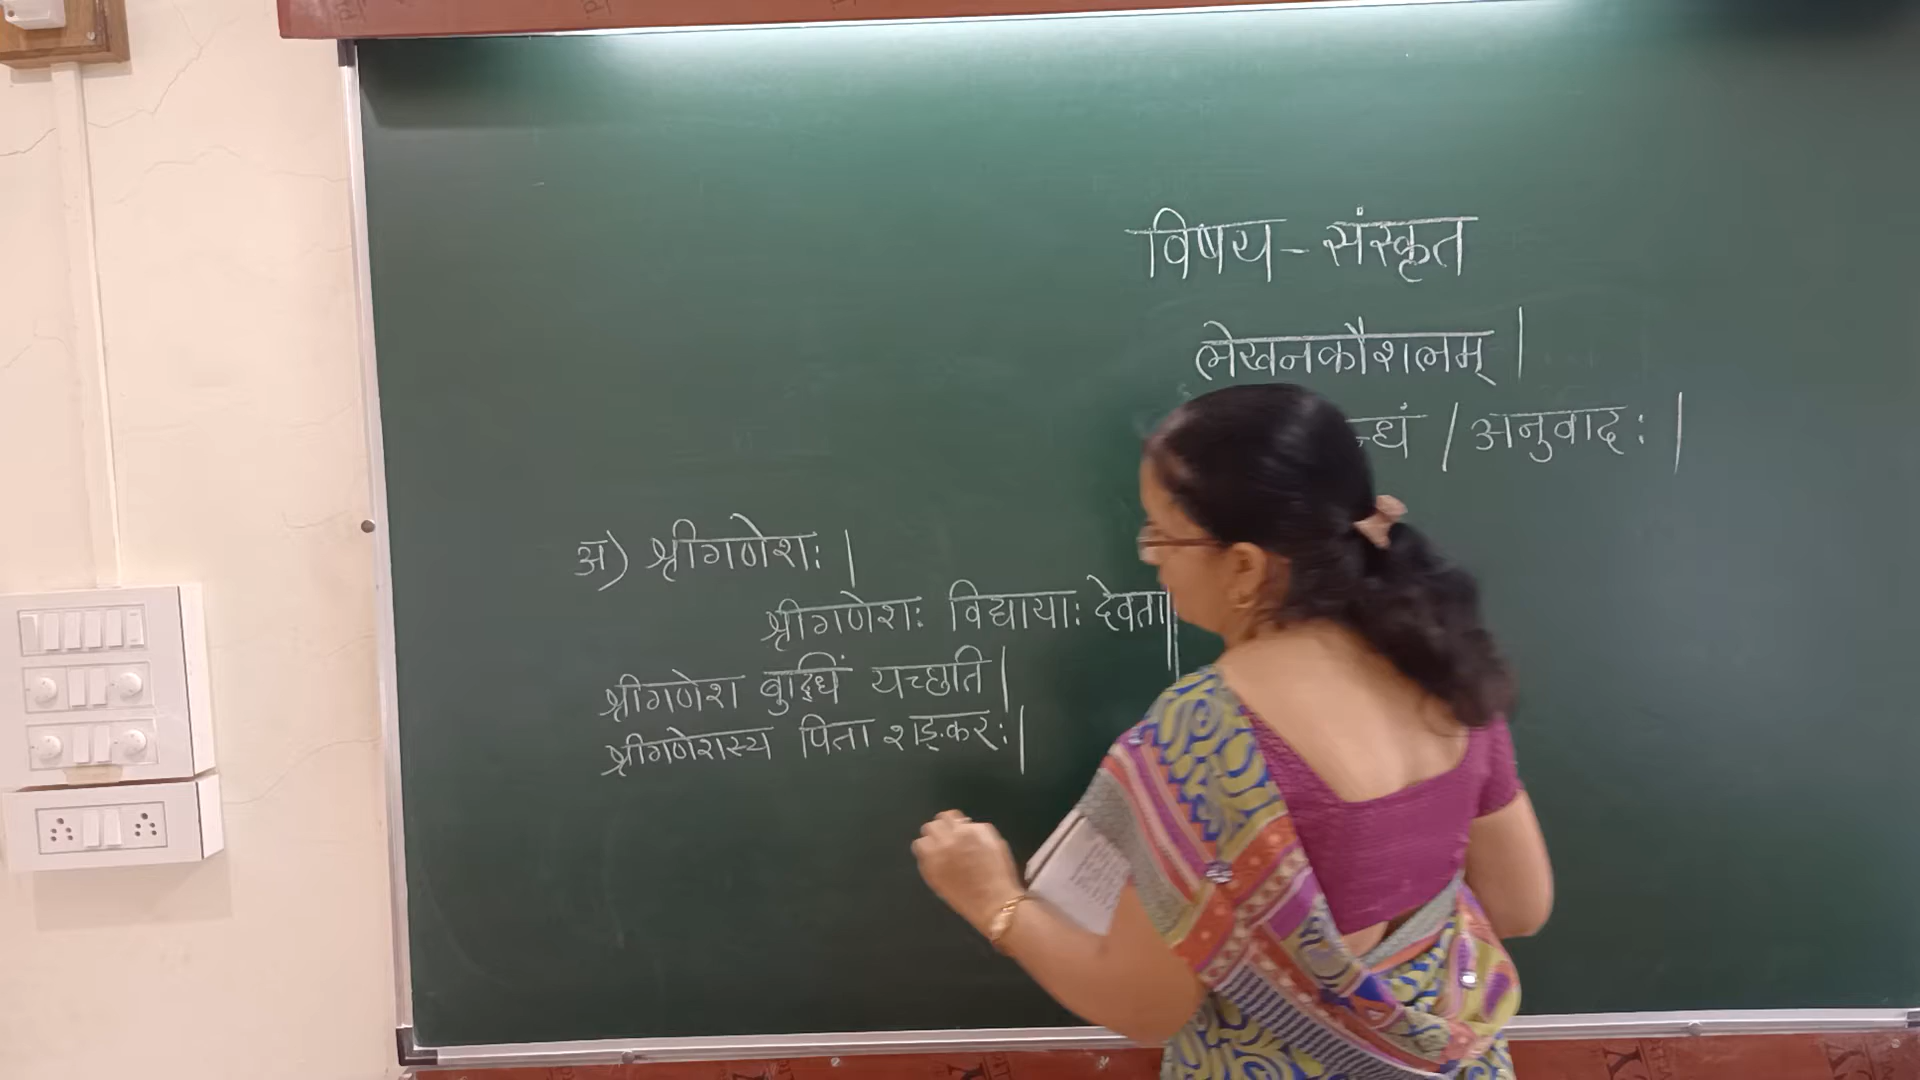 विषय - संस्कृत
लेखनकौशलम् |
/ अनुवादः |
अ) श्रीगणेशः |
श्रीगणेशः विद्यायाः देवता |
श्रीगणेश बुद्धिं यच्छति |
श्रीगणेशस्य पिता शङ्करः |